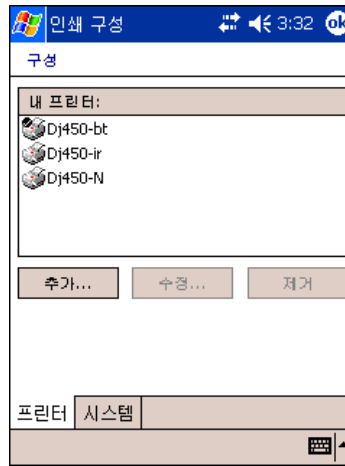 인쇄 구성 3:32 ok
구성
내 프린터:
Dj450-bt
Dj450-ir
Dj450-N
추가... 수정... 제거
프린터 시스템